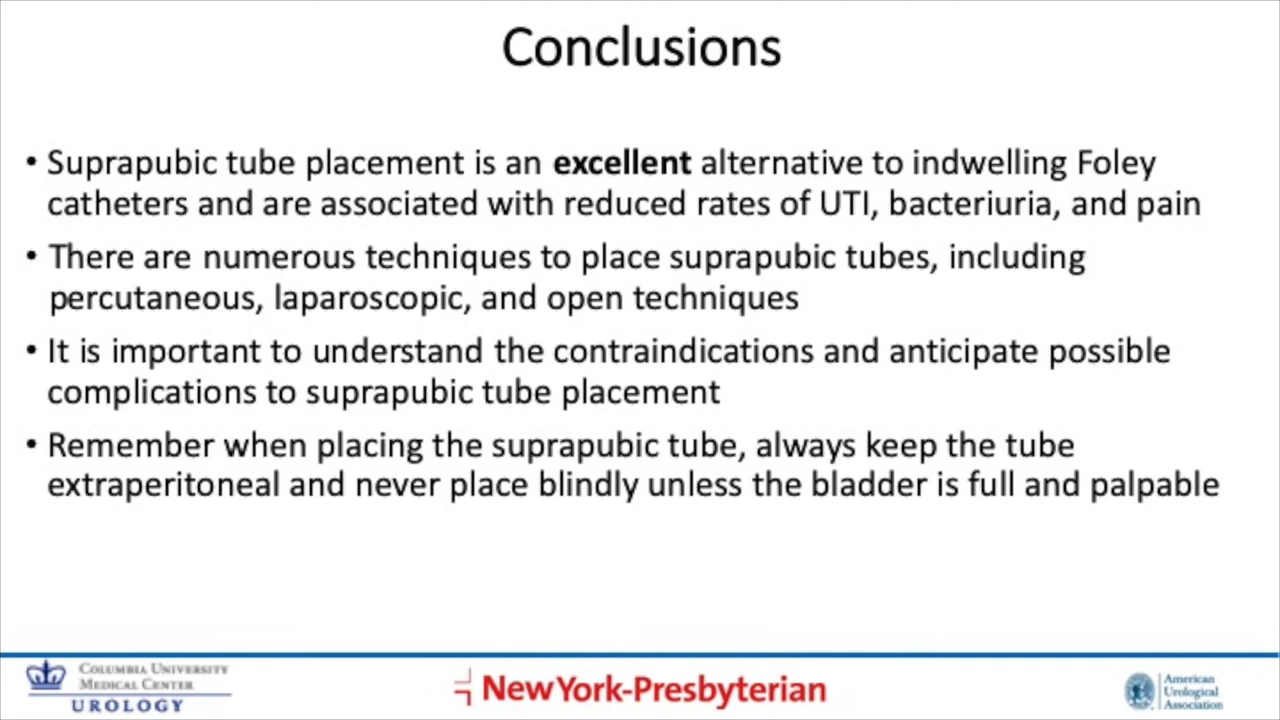 Conclusions
• Suprapubic tube placement is an excellent alternative to indwelling Foley
catheters and are associated with reduced rates of UTI, bacteriuria, and pain
• There are numerous techniques to place suprapubic tubes, including
percutaneous, laparoscopic, and open techniques
• It is important to understand the contraindications and anticipate possible
complications to suprapubic tube placement
• Remember when placing the suprapubic tube, always keep the tube
extraperitoneal and never place blindly unless the bladder is full and palpable
COLUMBIA UNIVERSITY
MEDICAL CENTER
UROLOGY
NewYork-Presbyterian
American
Urological
Association